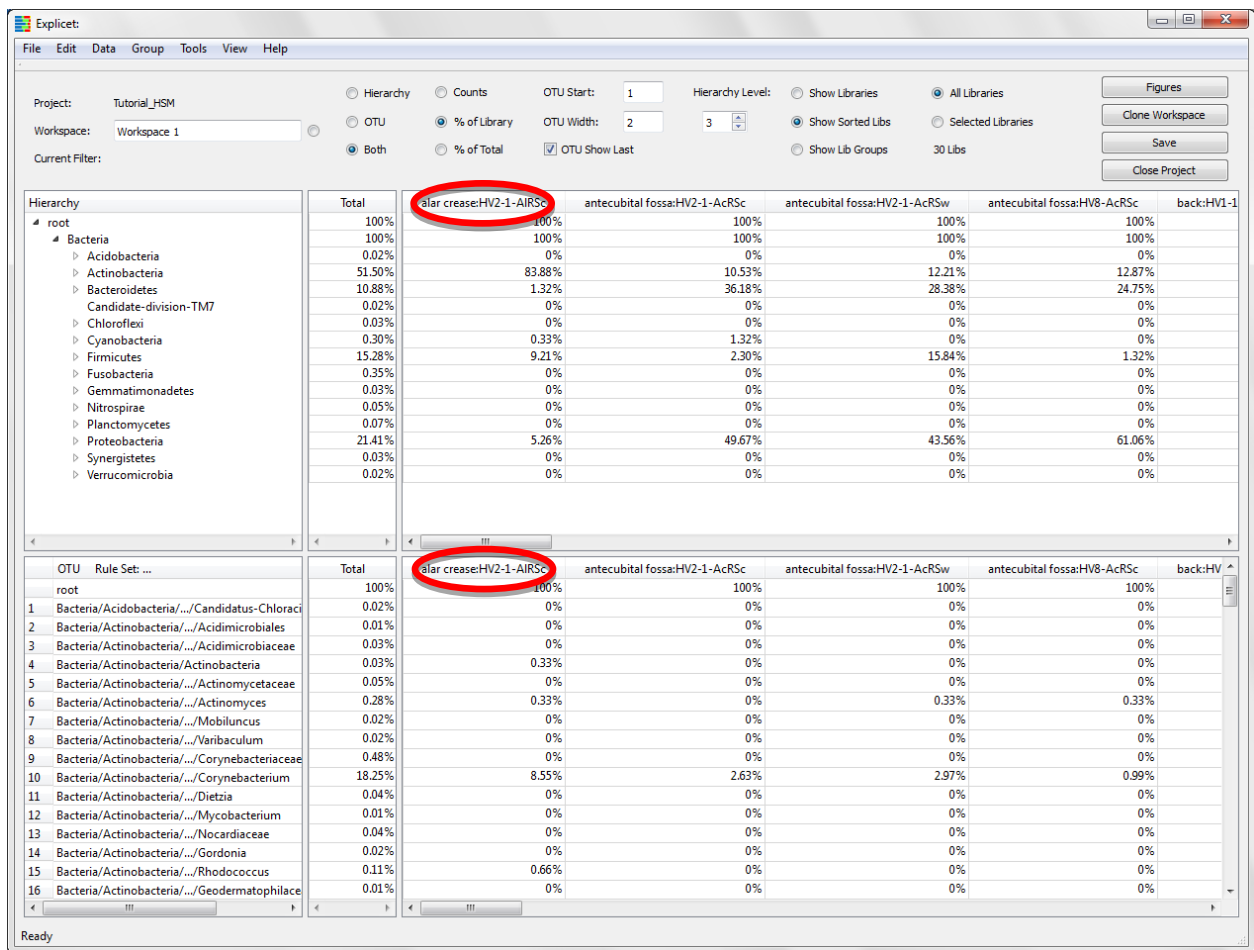 Explicet:
File Edit Data Group Tools View Help
Project: Tutorial_HSM
Workspace: Workspace 1
Current Filter:
Hierarchy Counts OTU Start: 1 Hierarchy Level: Show Libraries All Libraries Figures
OTU % of Library OTU Width: 2 3 Show Sorted Libs Selected Libraries Clone Workspace
Both % of Total OTU Show Last Show Lib Groups 30 Libs Save
Close Project
Hierarchy Total alar crease:HV2-1-AlRSc antecubital fossa:HV2-1-AcRSc antecubital fossa:HV2-1-AcRSw antecubital fossa:HV8-AcRSc back:HV1-1
root 100% 100% 100% 100% 100%
Bacteria 100% 100% 100% 100% 100%
Acidobacteria 0.02% 0% 0% 0% 0%
Actinobacteria 51.50% 83.88% 10.53% 12.21% 12.87%
Bacteroidetes 10.88% 1.32% 36.18% 28.38% 24.75%
Candidate-division-TM7 0.02% 0% 0% 0% 0%
Chloroflexi 0.03% 0% 0% 0% 0%
Cyanobacteria 0.30% 0.33% 1.32% 0% 0%
Firmicutes 15.28% 9.21% 2.30% 15.84% 1.32%
Fusobacteria 0.35% 0% 0% 0% 0%
Gemmatimonadetes 0.03% 0% 0% 0% 0%
Nitrospirae 0.05% 0% 0% 0% 0%
Planctomycetes 0.07% 0% 0% 0% 0%
Proteobacteria 21.41% 5.26% 49.67% 43.56% 61.06%
Synergistetes 0.03% 0% 0% 0% 0%
Verrucomicrobia 0.02% 0% 0% 0% 0%
OTU Rule Set: ... Total alar crease:HV2-1-AlRSc antecubital fossa:HV2-1-AcRSc antecubital fossa:HV2-1-AcRSw antecubital fossa:HV8-AcRSc back:HV
root 100% 100% 100% 100% 100%
1 Bacteria/Acidobacteria/.../Candidatus-Chloraci 0.02% 0% 0% 0% 0%
2 Bacteria/Actinobacteria/.../Acidimicrobiales 0.01% 0% 0% 0% 0%
3 Bacteria/Actinobacteria/.../Acidimicrobiaceae 0.03% 0% 0% 0% 0%
4 Bacteria/Actinobacteria/Actinobacteria 0.03% 0.33% 0% 0% 0%
5 Bacteria/Actinobacteria/.../Actinomycetaceae 0.05% 0% 0% 0% 0%
6 Bacteria/Actinobacteria/.../Actinomyces 0.28% 0.33% 0% 0.33% 0.33%
7 Bacteria/Actinobacteria/.../Mobiluncus 0.02% 0% 0% 0% 0%
8 Bacteria/Actinobacteria/.../Varibaculum 0.02% 0% 0% 0% 0%
9 Bacteria/Actinobacteria/.../Corynebacteriaceae 0.48% 0% 0% 0% 0%
10 Bacteria/Actinobacteria/.../Corynebacterium 18.25% 8.55% 2.63% 2.97% 0.99%
11 Bacteria/Actinobacteria/.../Dietzia 0.04% 0% 0% 0% 0%
12 Bacteria/Actinobacteria/.../Mycobacterium 0.01% 0% 0% 0% 0%
13 Bacteria/Actinobacteria/.../Nocardiaceae 0.04% 0% 0% 0% 0%
14 Bacteria/Actinobacteria/.../Gordonia 0.02% 0% 0% 0% 0%
15 Bacteria/Actinobacteria/.../Rhodococcus 0.11% 0.66% 0% 0% 0%
16 Bacteria/Actinobacteria/.../Geodermatophilace 0.01% 0% 0% 0% 0%
Ready